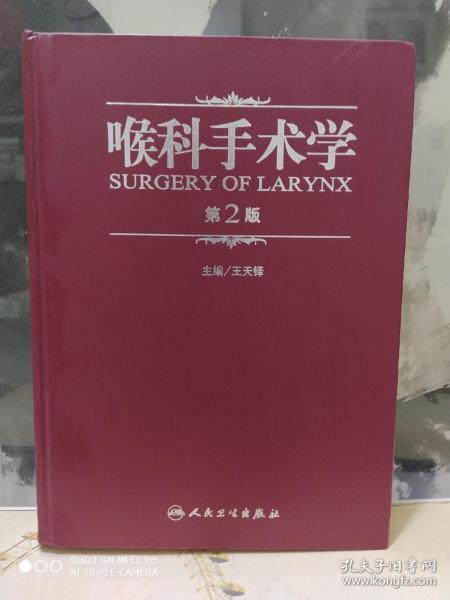 喉科手术学
SURGERY OF LARYNX
第2版
主编/王天铎
人民卫生出版社
SHOT ON MI CC9e
AI TRIPLE CAMERA
孔夫子旧书网
www.kongfz.com